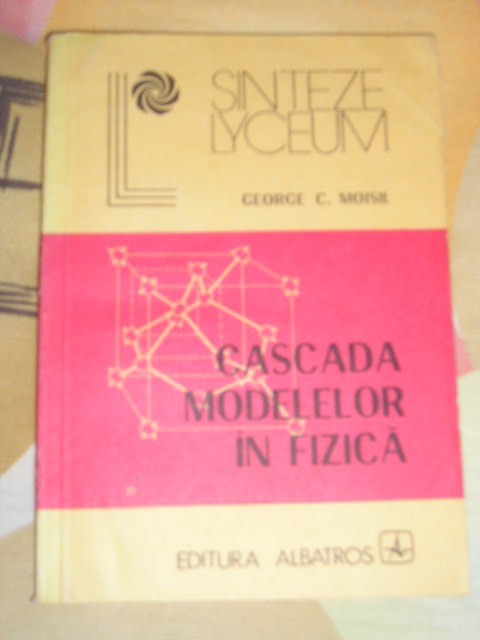 SINTEZE
LYCEUM
GEORGE C. MOISIL
CASCADA
MODELELOR
ÎN FIZICĂ
EDITURA ALBATROS